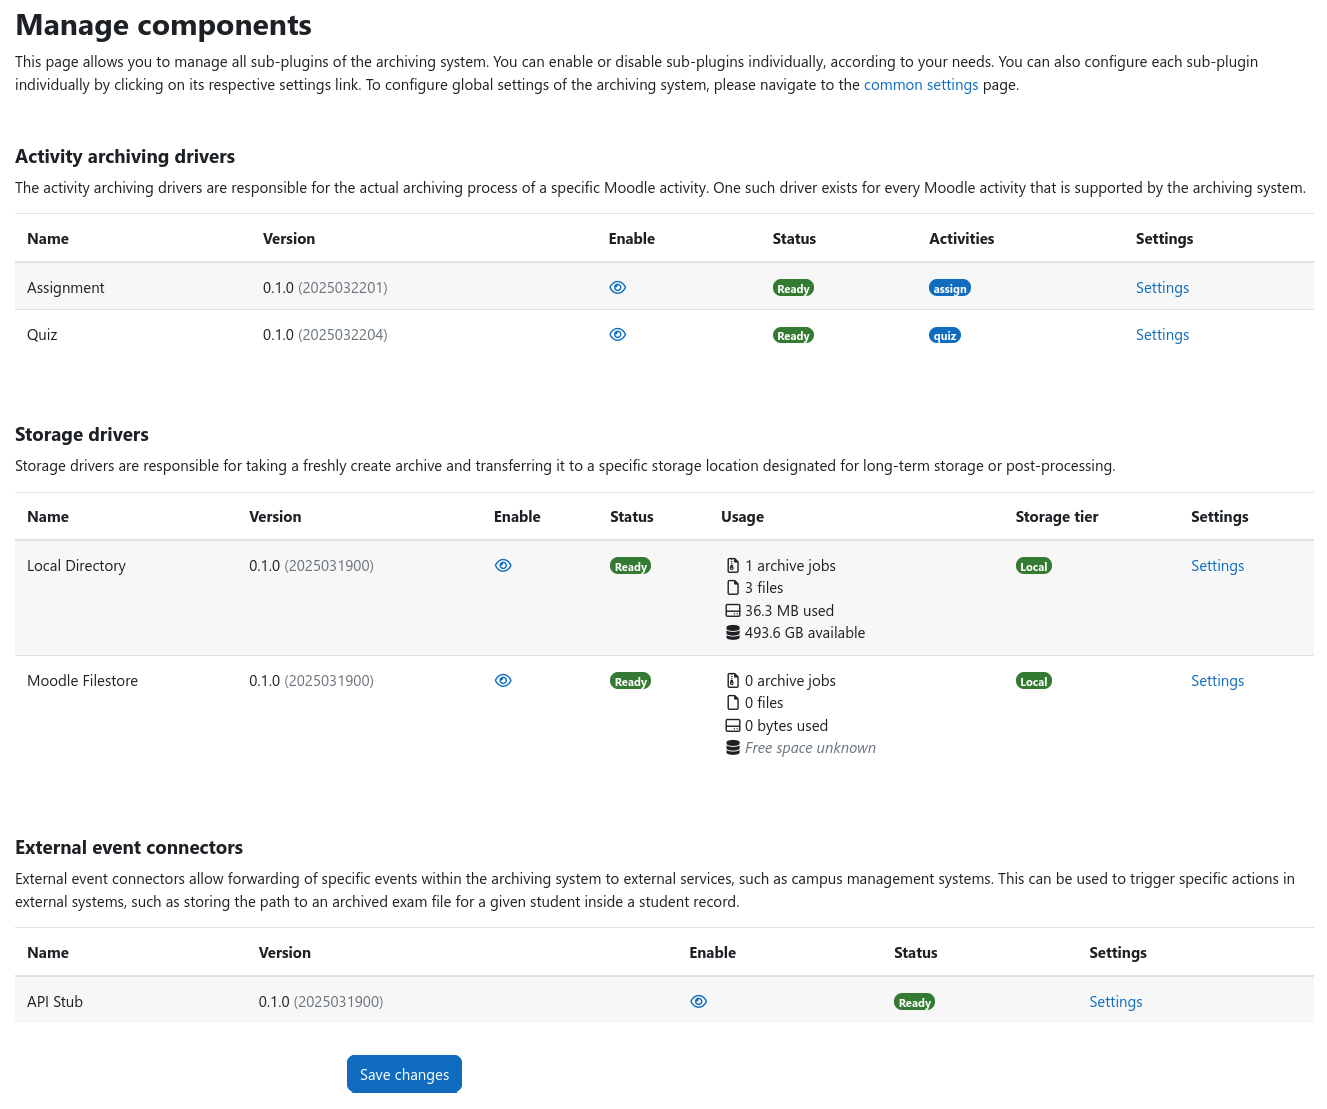 Manage components
This page allows you to manage all sub-plugins of the archiving system. You can enable or disable sub-plugins individually, according to your needs. You can also configure each sub-plugin
individually by clicking on its respective settings link. To configure global settings of the archiving system, please navigate to the common settings page.
Activity archiving drivers
The activity archiving drivers are responsible for the actual archiving process of a specific Moodle activity. One such driver exists for every Moodle activity that is supported by the archiving system.
Name Version Enable Status Activities Settings
Assignment 0.1.0 (2025032201) Ready assign Settings
Quiz 0.1.0 (2025032204) Ready quiz Settings
Storage drivers
Storage drivers are responsible for taking a freshly create archive and transferring it to a specific storage location designated for long-term storage or post-processing.
Name Version Enable Status Usage Storage tier Settings
Local Directory 0.1.0 (2025031900) Ready 1 archive jobs Local Settings
3 files
36.3 MB used
493.6 GB available
Moodle Filestore 0.1.0 (2025031900) Ready 0 archive jobs Local Settings
0 files
0 bytes used
Free space unknown
External event connectors
External event connectors allow forwarding of specific events within the archiving system to external services, such as campus management systems. This can be used to trigger specific actions in
external systems, such as storing the path to an archived exam file for a given student inside a student record.
Name Version Enable Status Settings
API Stub 0.1.0 (2025031900) Ready Settings
Save changes